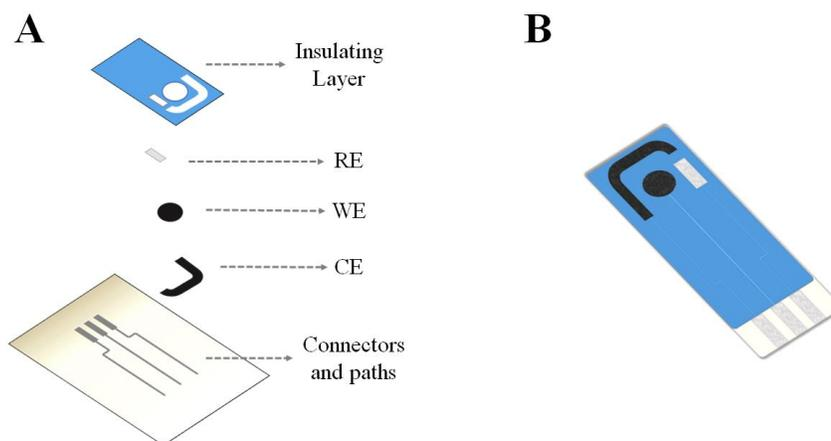 A
B
Insulating
Layer
RE
WE
CE
Connectors
and paths